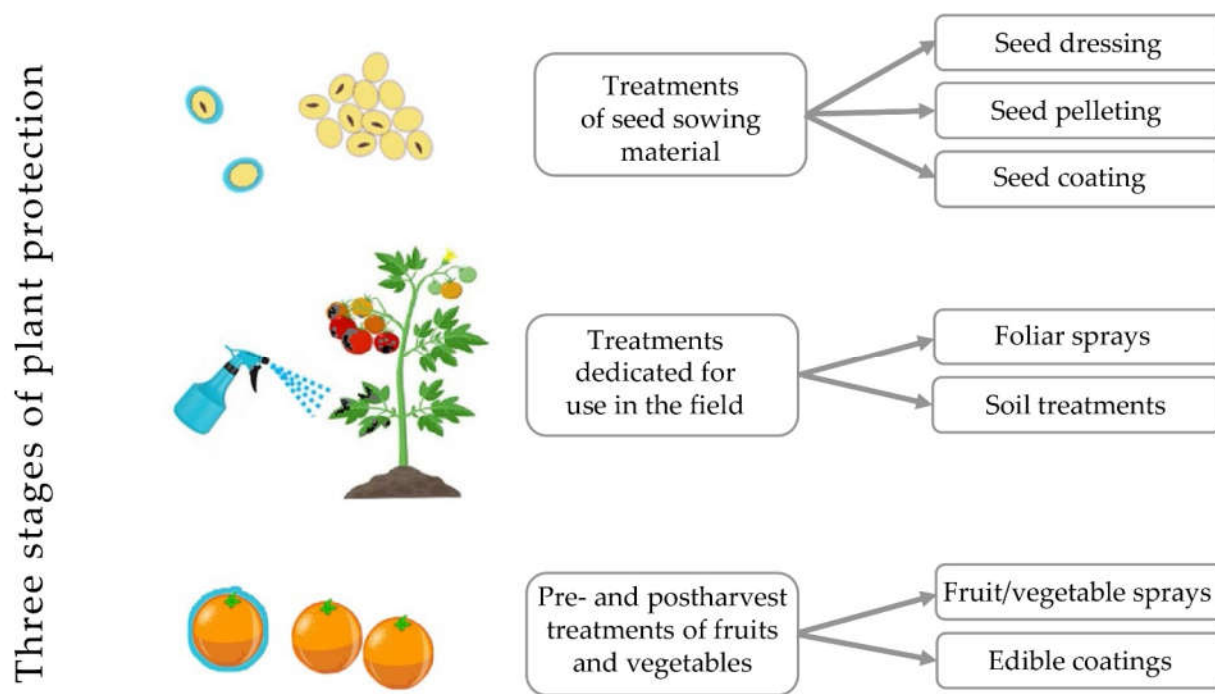 Three stages of plant protection
Treatments
of seed sowing
material
Seed dressing
Seed pelleting
Seed coating
Treatments
dedicated for
use in the field
Foliar sprays
Soil treatments
Pre- and postharvest
treatments of fruits
and vegetables
Fruit/vegetable sprays
Edible coatings